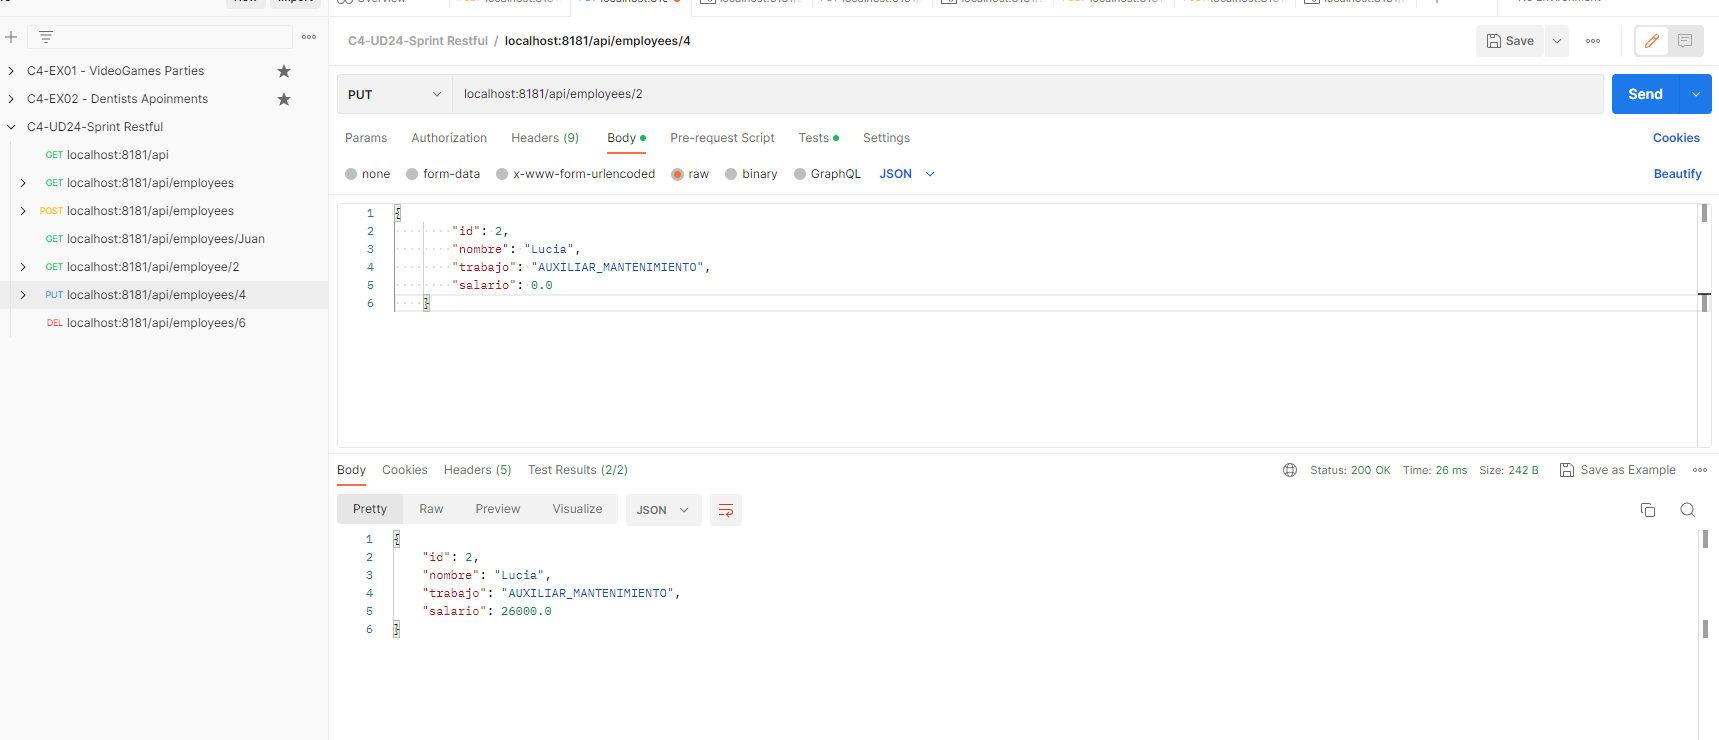 C4-UD24-Sprint Restful / localhost:8181/api/employees/4
Save
C4-EX01 - VideoGames Parties
C4-EX02 - Dentists Apoinments
C4-UD24-Sprint Restful
GET localhost:8181/api
GET localhost:8181/api/employees
POST localhost:8181/api/employees
GET localhost:8181/api/employees/Juan
GET localhost:8181/api/employee/2
PUT localhost:8181/api/employees/4
DEL localhost:8181/api/employees/6
PUT localhost:8181/api/employees/2
Send
Params Authorization Headers (9) Body Pre-request Script Tests Settings Cookies
none form-data x-www-form-urlencoded raw binary GraphQL JSON Beautify
1 {
2 "id": 2,
3 "nombre": "Lucia",
4 "trabajo": "AUXILIAR_MANTENIMIENTO",
5 "salario": 0.0
6 }
Body Cookies Headers (5) Test Results (2/2) Status: 200 OK Time: 26 ms Size: 242 B Save as Example
Pretty Raw Preview Visualize JSON
1 {
2 "id": 2,
3 "nombre": "Lucia",
4 "trabajo": "AUXILIAR_MANTENIMIENTO",
5 "salario": 26000.0
6 }